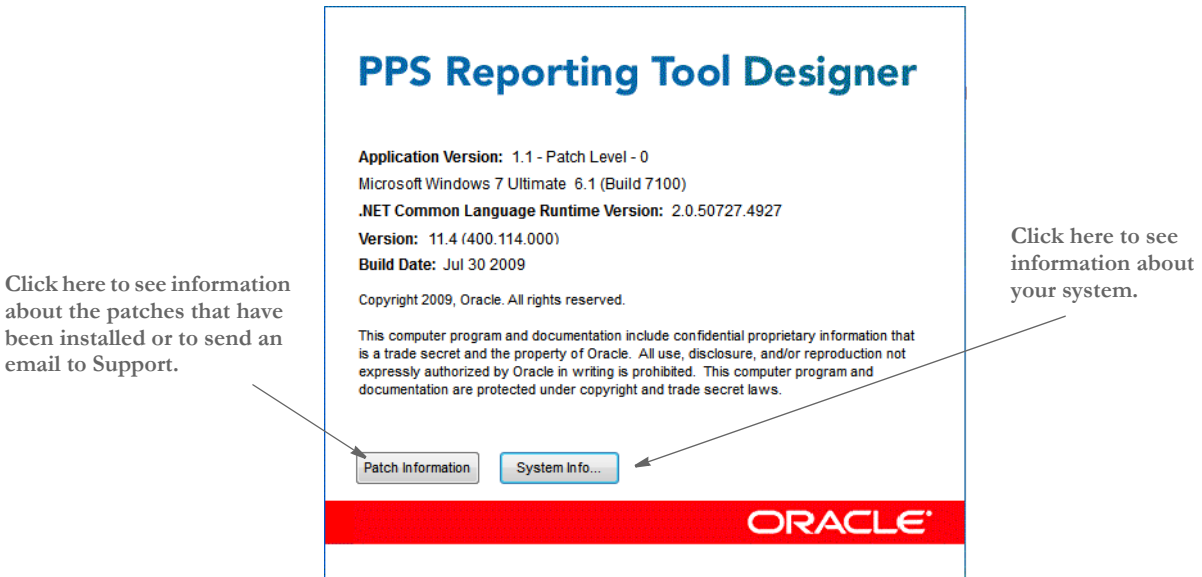 PPS Reporting Tool Designer
Application Version: 1.1 - Patch Level - 0
Microsoft Windows 7 Ultimate 6.1 (Build 7100)
.NET Common Language Runtime Version: 2.0.50727.4927
Version: 11.4 (400.114.000)
Build Date: Jul 30 2009
Copyright 2009, Oracle. All rights reserved.
This computer program and documentation include confidential proprietary information that
is a trade secret and the property of Oracle. All use, disclosure, and/or reproduction not
expressly authorized by Oracle in writing is prohibited. This computer program and
documentation are protected under copyright and trade secret laws.
Click here to see information
about the patches that have
been installed or to send an
email to Support.
Click here to see
information about
your system.
Patch Information
System Info...
ORACLE